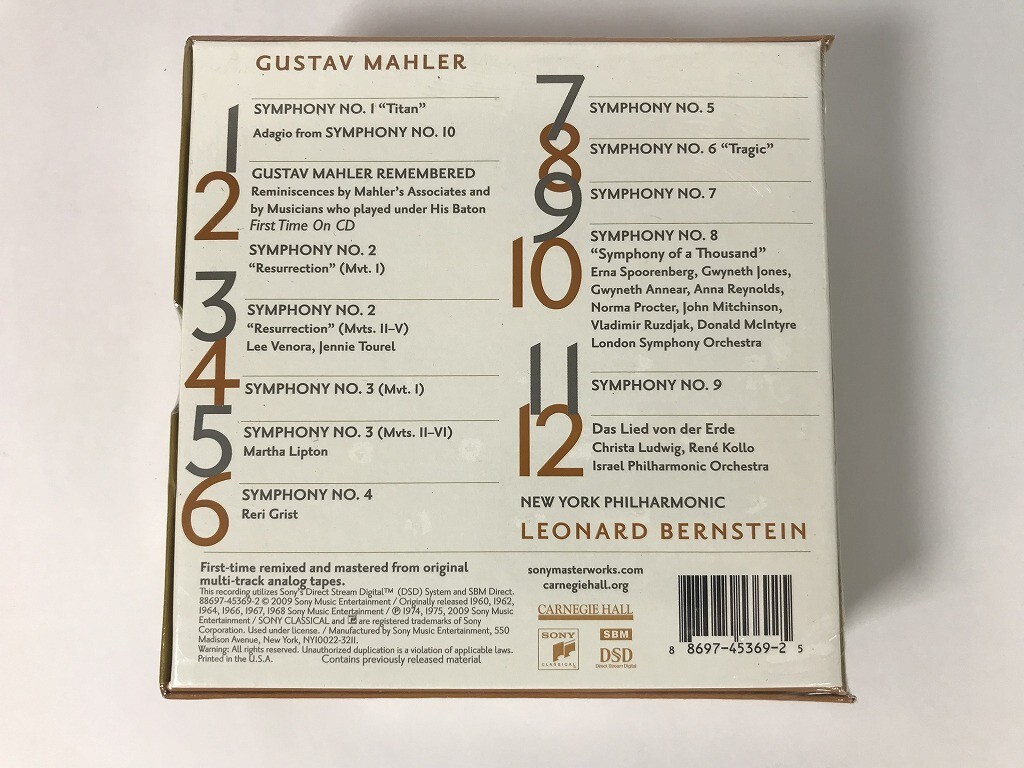 GUSTAV MAHLER
1
SYMPHONY NO. 1 “Titan”
Adagio from SYMPHONY NO. 10
2
GUSTAV MAHLER REMEMBERED
Reminiscences by Mahler’s Associates and
by Musicians who played under His Baton
First Time On CD
SYMPHONY NO. 2
“Resurrection” (Mvt. I)
3
SYMPHONY NO. 2
“Resurrection” (Mvts. II–V)
Lee Venora, Jennie Tourel
4
SYMPHONY NO. 3 (Mvt. I)
5
SYMPHONY NO. 3 (Mvts. II–VI)
Martha Lipton
6
SYMPHONY NO. 4
Reri Grist
7
SYMPHONY NO. 5
8
SYMPHONY NO. 6 “Tragic”
9
SYMPHONY NO. 7
10
SYMPHONY NO. 8
“Symphony of a Thousand”
Erna Spoorenberg, Gwyneth Jones,
Gwyneth Annear, Anna Reynolds,
Norma Procter, John Mitchinson,
Vladimir Ruzdjak, Donald McIntyre
London Symphony Orchestra
11
SYMPHONY NO. 9
12
Das Lied von der Erde
Christa Ludwig, René Kollo
Israel Philharmonic Orchestra
NEW YORK PHILHARMONIC
LEONARD BERNSTEIN
First-time remixed and mastered from original
multi-track analog tapes.
This recording utilizes Sony's Direct Stream Digital™ (DSD) System and SBM Direct.
88697-45369-2 © 2009 Sony Music Entertainment / Originally released 1960, 1962,
1964, 1966, 1967, 1968 Sony Music Entertainment / ℗ 1974, 1975, 2009 Sony Music
Entertainment / SONY CLASSICAL and are registered trademarks of Sony
Corporation. Used under license. / Manufactured by Sony Music Entertainment, 550
Madison Avenue, New York, NY10022-3211.
Warning: All rights reserved. Unauthorized duplication is a violation of applicable laws.
Printed in the U.S.A. Contains previously released material
sonymasterworks.com
carnegiehall.org
CARNEGIE HALL
SONY
CLASSICAL
SBM
DSD
Direct Stream Digital
8 8697-45369-2 5